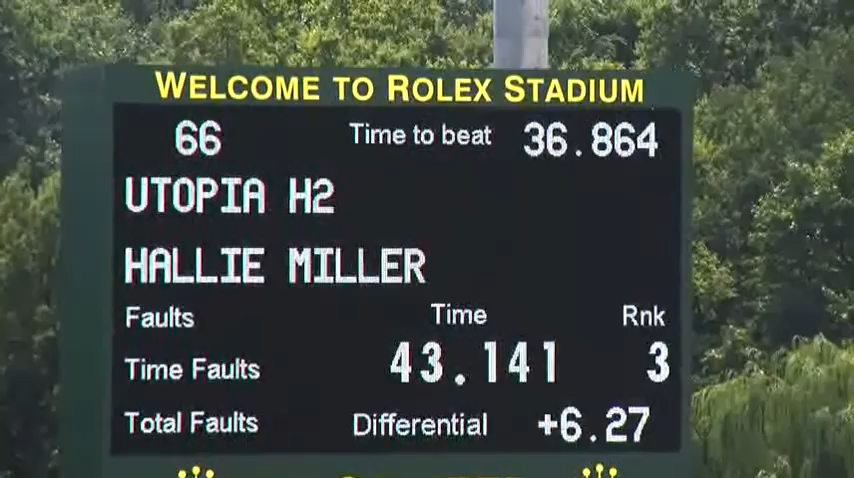 WELCOME TO ROLEX STADIUM
66 Time to beat 36.864
UTOPIA H2
HALLIE MILLER
Faults Time Rnk
Time Faults 43.141 3
Total Faults Differential +6.27